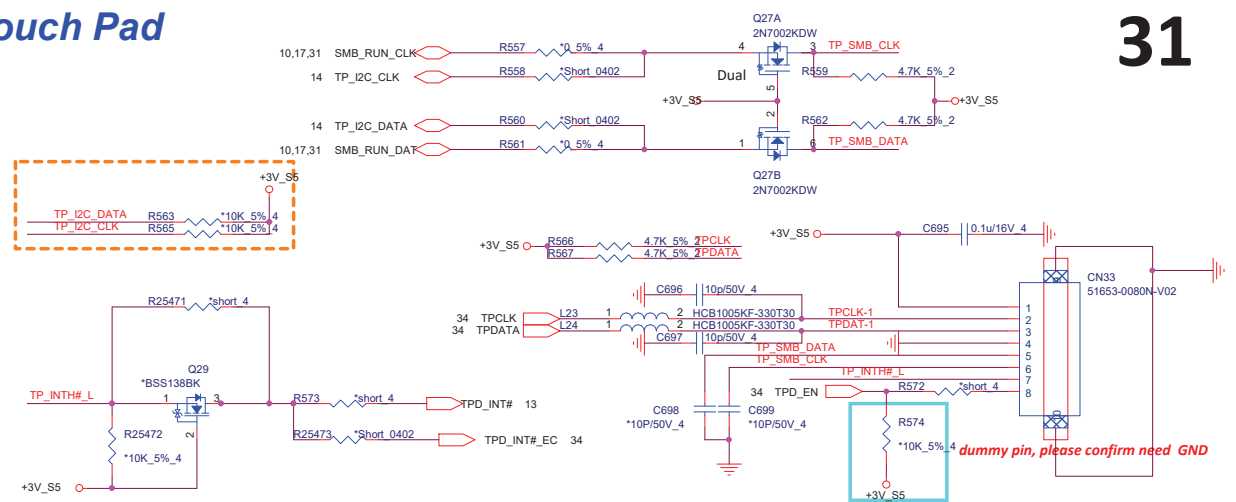 ouch Pad
31
Q27A
2N7002KDW
10,17,31 SMB_RUN_CLK R557 *0_5%_4 4 3 TP_SMB_CLK
14 TP_I2C_CLK R558 *Short_0402 Dual 5 R559 4.7K_5%_2
+3V_S5 +3V_S5
14 TP_I2C_DATA R560 *Short_0402 2 R562 4.7K_5%_2
10,17,31 SMB_RUN_DAT R561 *0_5%_4 1 6 TP_SMB_DATA
Q27B
2N7002KDW
+3V_S5
TP_I2C_DATA R563 *10K_5%_4
TP_I2C_CLK R565 *10K_5%_4
+3V_S5 R566 4.7K_5%_2 TPCLK
R567 4.7K_5%_2 TPDATA
+3V_S5 C695 0.1u/16V_4
CN33
51653-0080N-V02
C696 10p/50V_4
34 TPCLK L23 1 2 HCB1005KF-330T30 TPCLK-1
34 TPDATA L24 1 2 HCB1005KF-330T30 TPDAT-1
C697 10p/50V_4
TP_SMB_DATA
TP_SMB_CLK
TP_INTH#_L
1
2
3
4
5
6
7
8
34 TPD_EN R572 *short_4
C698 C699
*10P/50V_4 *10P/50V_4
R574
*10K_5%_4
dummy pin, please confirm need GND
+3V_S5
R25471 *short_4
Q29
*BSS138BK
TP_INTH#_L 1 3 2
R573 *short_4 TPD_INT# 13
R25473 *Short_0402 TPD_INT#_EC 34
R25472
*10K_5%_4
+3V_S5